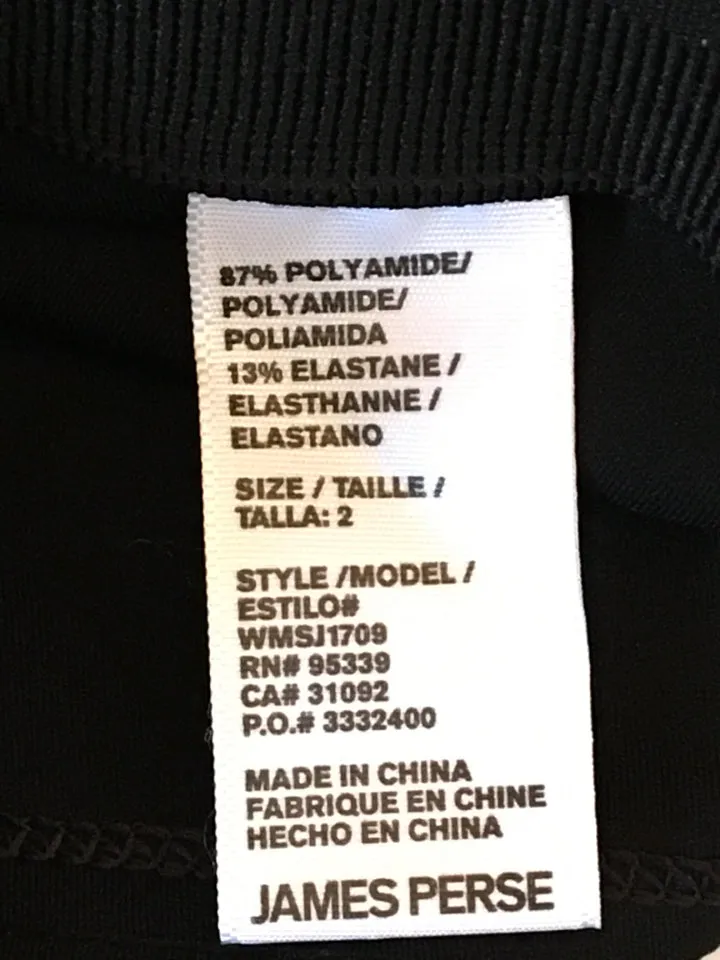 87% POLYAMIDE/
POLYAMIDE/
POLIAMIDA
13% ELASTANE /
ELASTHANNE /
ELASTANO
SIZE / TAILLE /
TALLA: 2
STYLE /MODEL /
ESTILO#
WMSJ1709
RN# 95339
CA# 31092
P.O.# 3332400
MADE IN CHINA
FABRIQUE EN CHINE
HECHO EN CHINA
JAMES PERSE